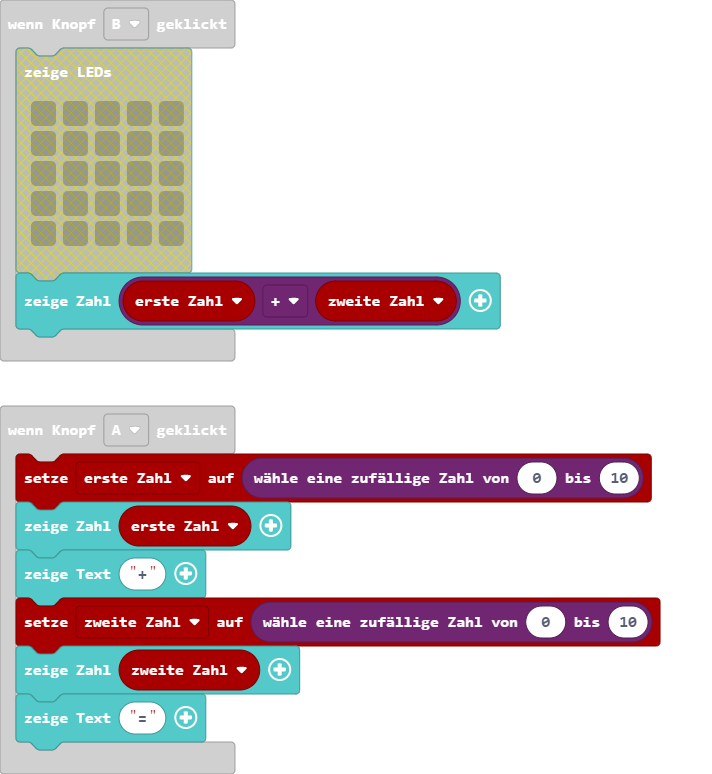 wenn Knopf B geklickt
zeige LEDs
zeige Zahl erste Zahl + zweite Zahl
wenn Knopf A geklickt
setze erste Zahl auf wähle eine zufällige Zahl von 0 bis 10
zeige Zahl erste Zahl
zeige Text "+"
setze zweite Zahl auf wähle eine zufällige Zahl von 0 bis 10
zeige Zahl zweite Zahl
zeige Text "="